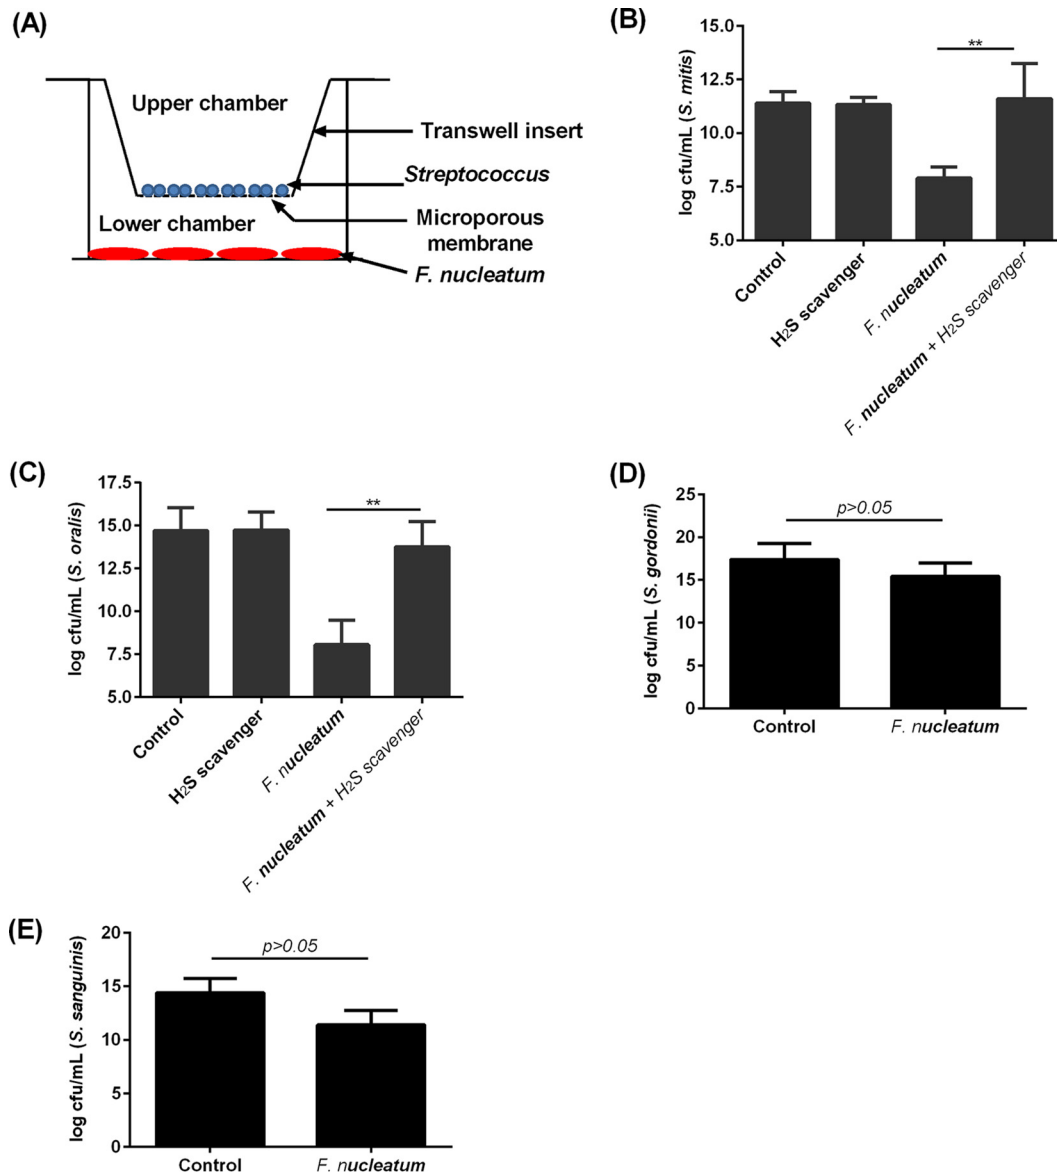 (A)
Upper chamber
Transwell insert
Streptococcus
Lower chamber
Microporous
membrane
F. nucleatum
(B)
log cfu/mL (S. mitis)
15.0
12.5
10.0
7.5
5.0
**
Control
H₂S scavenger
F. nucleatum
F. nucleatum + H₂S scavenger
(C)
log cfu/mL (S. oralis)
17.5
15.0
12.5
10.0
7.5
5.0
**
Control
H₂S scavenger
F. nucleatum
F. nucleatum + H₂S scavenger
(D)
log cfu/mL (S. gordonii)
25
20
15
10
5
0
p>0.05
Control
F. nucleatum
(E)
log cfu/mL (S. sanguinis)
20
15
10
5
0
p>0.05
Control
F. nucleatum